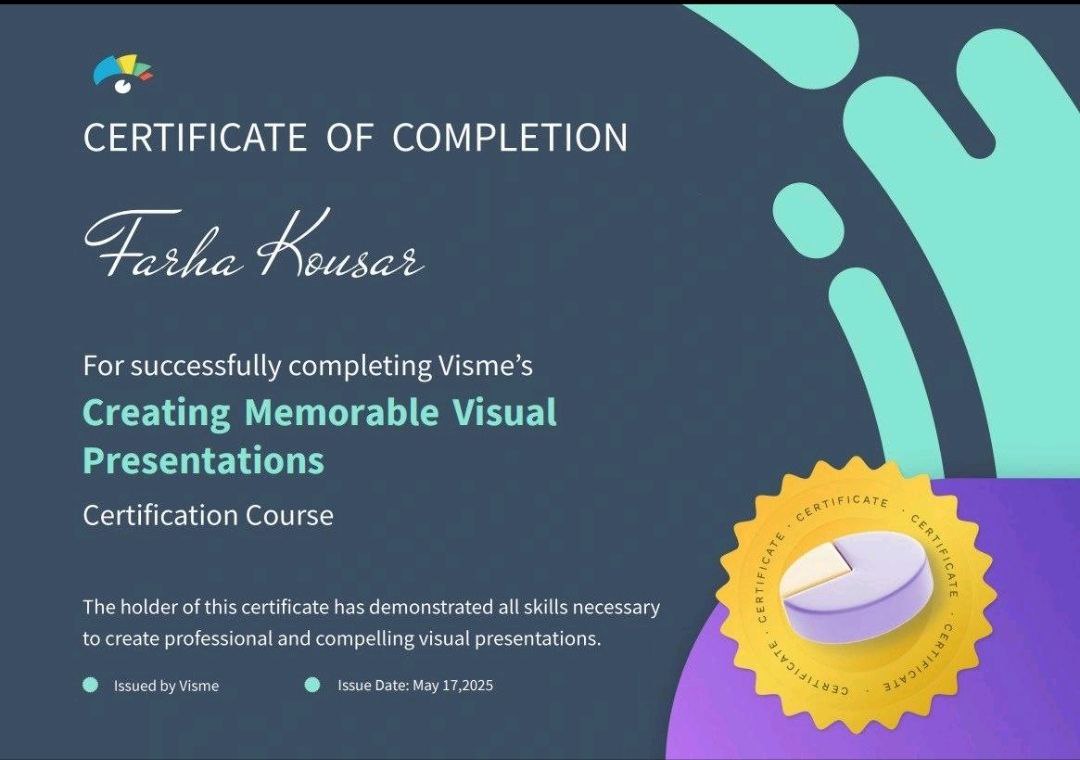 CERTIFICATE OF COMPLETION
Farha Kousar
For successfully completing Visme’s
Creating Memorable Visual
Presentations
Certification Course
The holder of this certificate has demonstrated all skills necessary
to create professional and compelling visual presentations.
Issued by Visme
Issue Date: May 17,2025
CERTIFICATE · CERTIFICATE · CERTIFICATE · CERTIFICATE · CERTIFICATE ·